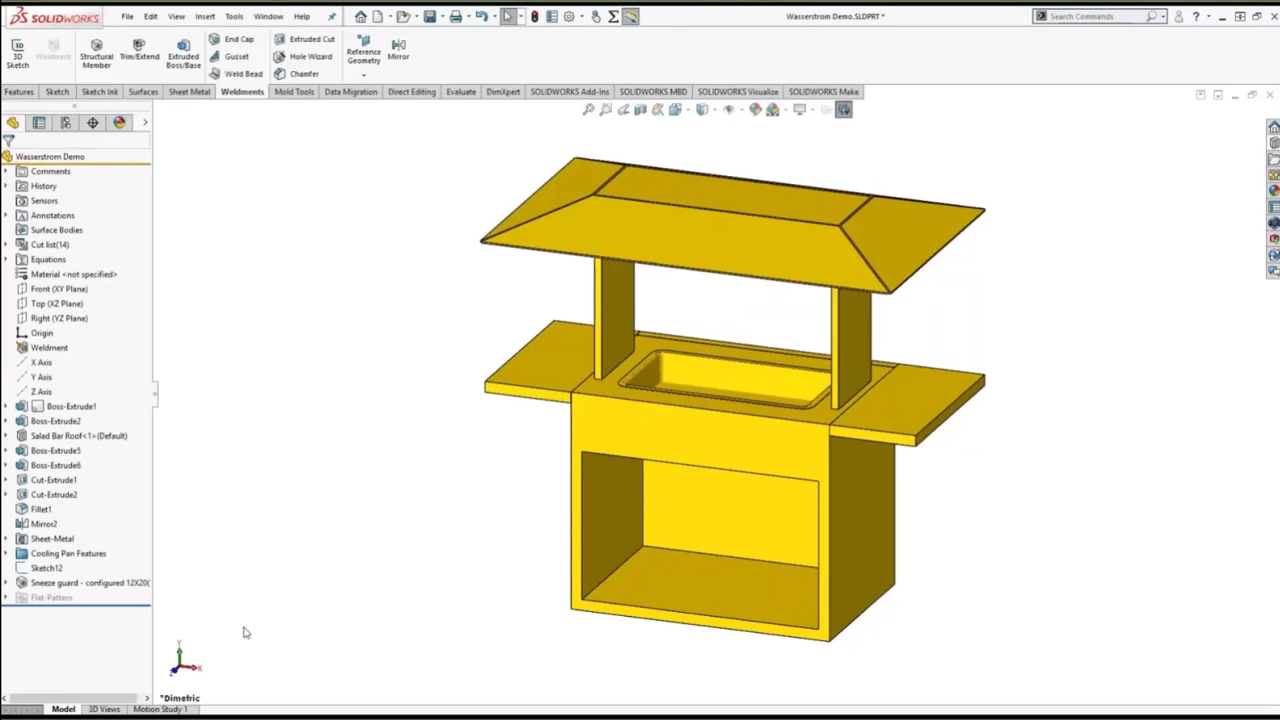 SOLIDWORKS File Edit View Insert Tools Window Help Wasserstrom Demo.SLDPRT * Search Commands
3D Sketch
Weldment
Structural Member
Trim/Extend
Extruded Boss/Base
End Cap
Gusset
Weld Bead
Extruded Cut
Hole Wizard
Chamfer
Reference Geometry
Mirror
Features Sketch Sketch Ink Surfaces Sheet Metal Weldments Mold Tools Data Migration Direct Editing Evaluate DimXpert SOLIDWORKS Add-Ins SOLIDWORKS MBD SOLIDWORKS Visualize SOLIDWORKS Make
Wasserstrom Demo
Comments
History
Sensors
Annotations
Surface Bodies
Cut list(14)
Equations
Material <not specified>
Front (XY Plane)
Top (XZ Plane)
Right (YZ Plane)
Origin
Weldment
X Axis
Y Axis
Z Axis
Boss-Extrude1
Boss-Extrude2
Salad Bar Roof<1>(Default)
Boss-Extrude5
Boss-Extrude6
Cut-Extrude1
Cut-Extrude2
Fillet1
Mirror2
Sheet-Metal
Cooling Pan Features
Sketch12
Sneeze guard - configured 12X20(
Flat-Pattern
Y
X
Z
*Dimetric
Model 3D Views Motion Study 1